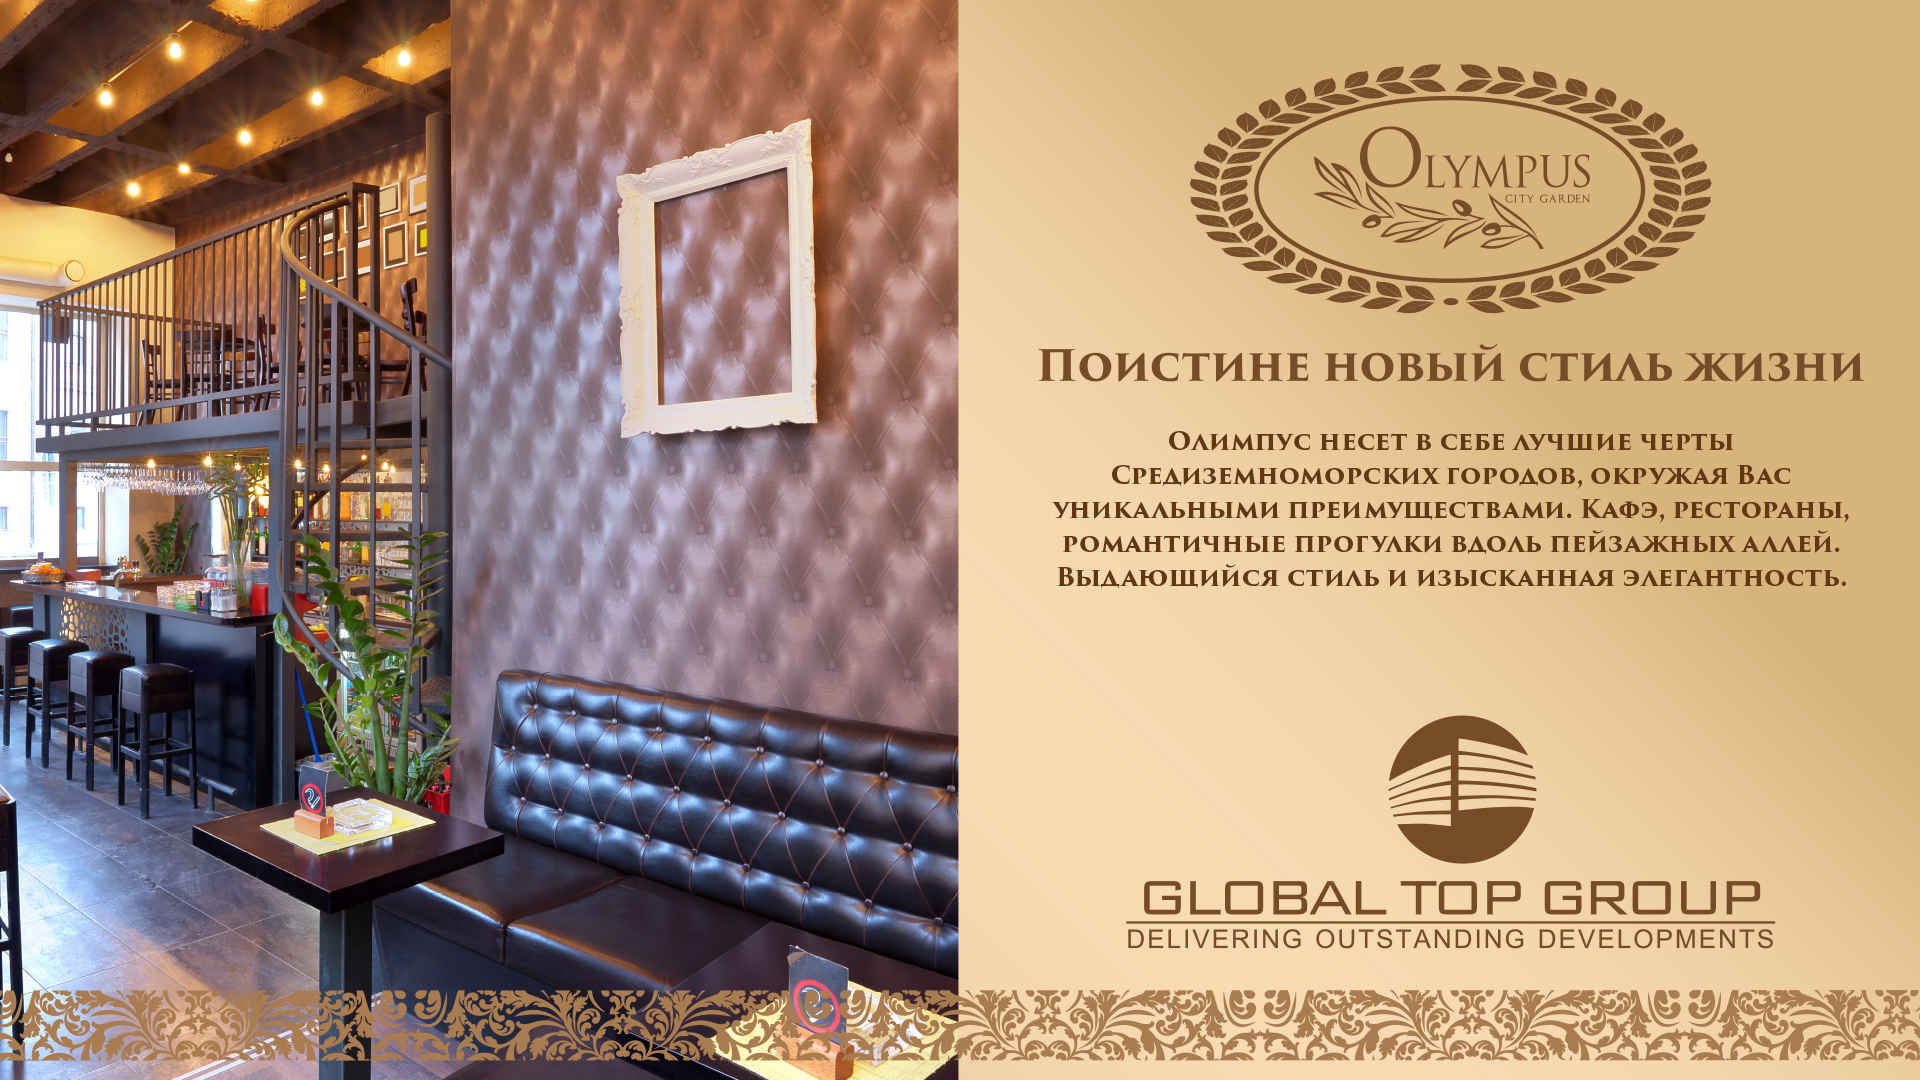 Olympus
City Garden
Поистине новый стиль жизни
Олимпус несет в себе лучшие черты
Средиземноморских городов, окружая Вас
уникальными преимуществами. Кафэ, рестораны,
романтичные прогулки вдоль пейзажных аллей.
Выдающийся стиль и изысканная элегантность.
GLOBAL TOP GROUP
DELIVERING OUTSTANDING DEVELOPMENTS